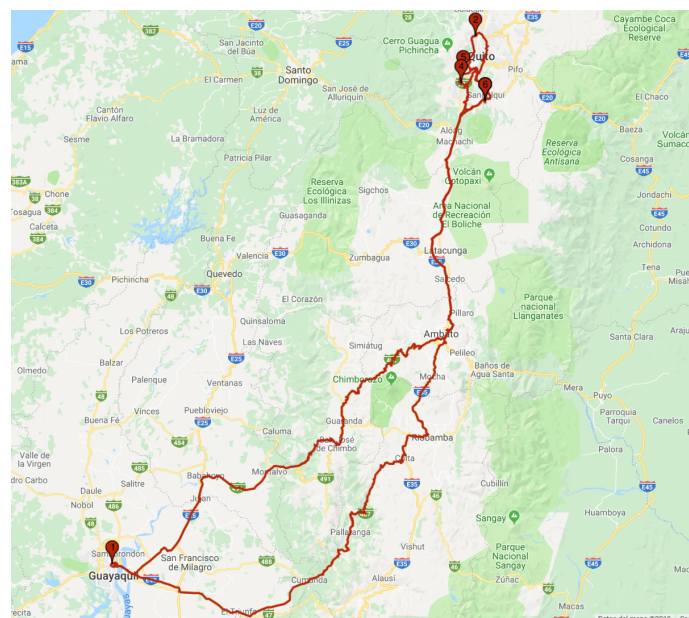 Cayambe Coca
Ecological
Reserve
Cerro Guagua
Pichincha
San Jacinto
del Búa
Santo
Domingo
El Carmen
San José de
Alluriquín
Pifo
El Chaco
Cantón
Flavio Alfaro
Luz de
América
Alóag
Machachi
Baeza
Sesme
La Bramadora
Patricia Pilar
Reserva
Ecológica
Antisana
Cosanga
Volcán
Cotopaxi
Chone
Reserva
Ecológica
Los Illinizas
Sigchos
Jondachi
Tosagua
Calceta
Guasaganda
Area Nacional
de Recreación
El Boliche
Cotundo
Archidona
Buena Fe
Valencia
Zumbagua
Latacunga
Tena
Quevedo
Pichincha
Salcedo
El Corazón
Parque
nacional
Llanganates
Quinsaloma
Píllaro
Los Potreros
Las Naves
Simiátug
Ambato
Santa Clara
Balzar
Pelileo
Olmedo
Palenque
Ventanas
Chimborazo
Mocha
Baños de
Agua Santa
Mera
Puyo
Vinces
Puebloviejo
Buena Fé
Caluma
Guaranda
Parroquia
Tarqui
Canelos
San José
de Chimbo
Riobamba
Valle de
la Virgen
Palora
Babahoyo
Montalvo
Colta
Daule
Salitre
Cubillín
Nobol
Juján
Sangay
Huamboya
Pallatanga
Samborondón
San Francisco
de Milagro
Vishut
Parque
Nacional
Sangay
Guayaquil
Cumandá
Alausí
Zúñac
Macas
El Triunfo